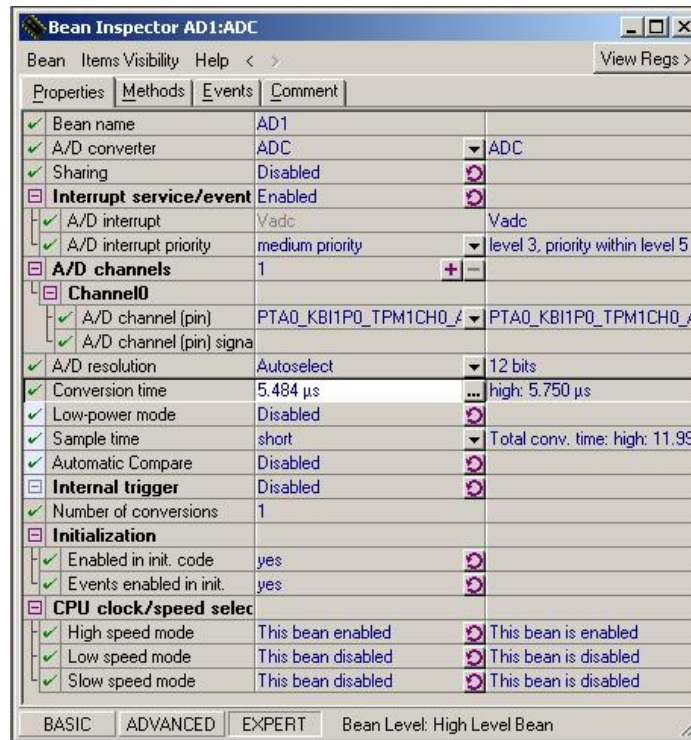 Bean Inspector AD1:ADC
Bean Items Visibility Help < > View Regs >
Properties Methods Events Comment
Bean name AD1
A/D converter ADC ADC
Sharing Disabled
Interrupt service/event Enabled
A/D interrupt Vadc Vadc
A/D interrupt priority medium priority level 3, priority within level 5
A/D channels 1 + -
Channel0
A/D channel (pin) PTA0_KBI1P0_TPM1CH0_ PTA0_KBI1P0_TPM1CH0_
A/D channel (pin) signa
A/D resolution Autoselect 12 bits
Conversion time 5.484 µs ... high: 5.750 µs
Low-power mode Disabled
Sample time short Total conv. time: high: 11.99
Automatic Compare Disabled
Internal trigger Disabled
Number of conversions 1
Initialization
Enabled in init. code yes
Events enabled in init. yes
CPU clock/speed selec
High speed mode This bean enabled This bean is enabled
Low speed mode This bean disabled This bean is disabled
Slow speed mode This bean disabled This bean is disabled
BASIC ADVANCED EXPERT Bean Level: High Level Bean